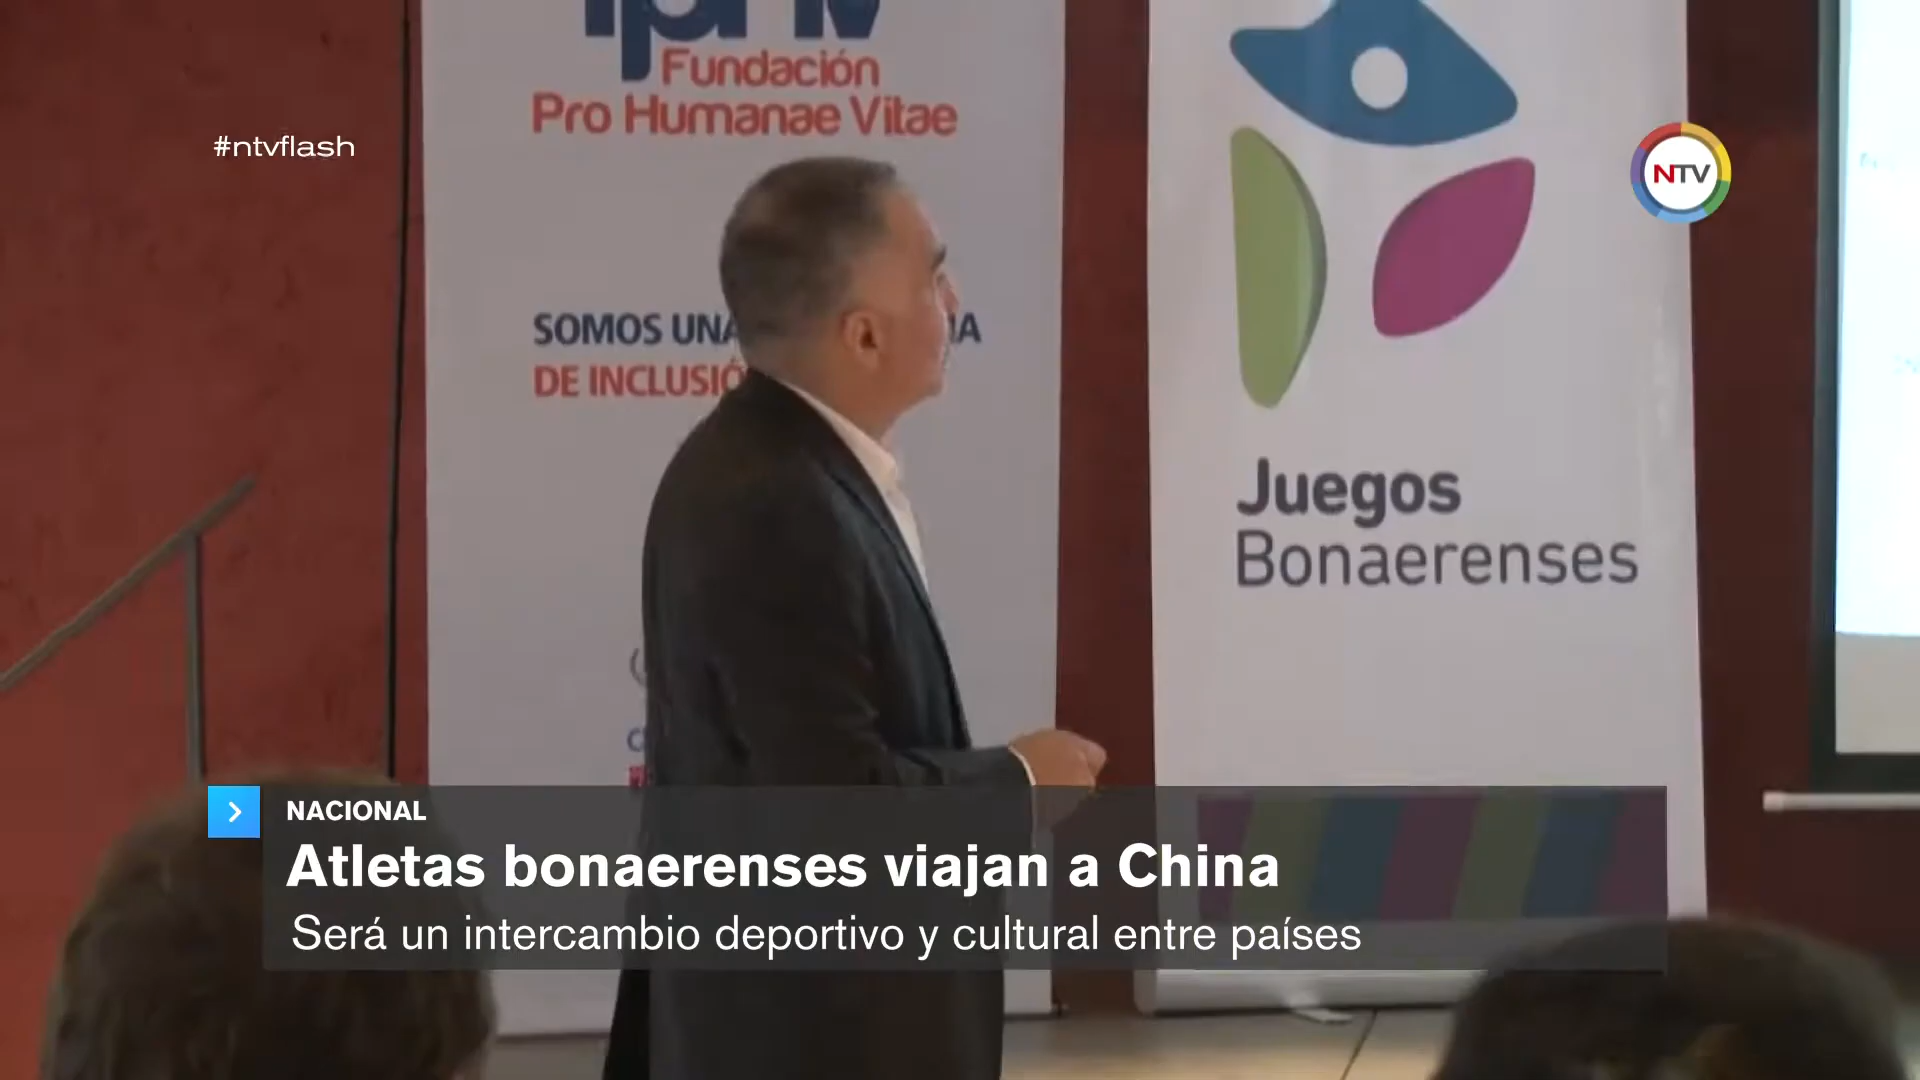 Fundación
Pro Humanae Vitae
#ntvflash
NTV
SOMOS UNA
DE INCLUSIÓ
Juegos
Bonaerenses
NACIONAL
Atletas bonaerenses viajan a China
Será un intercambio deportivo y cultural entre países